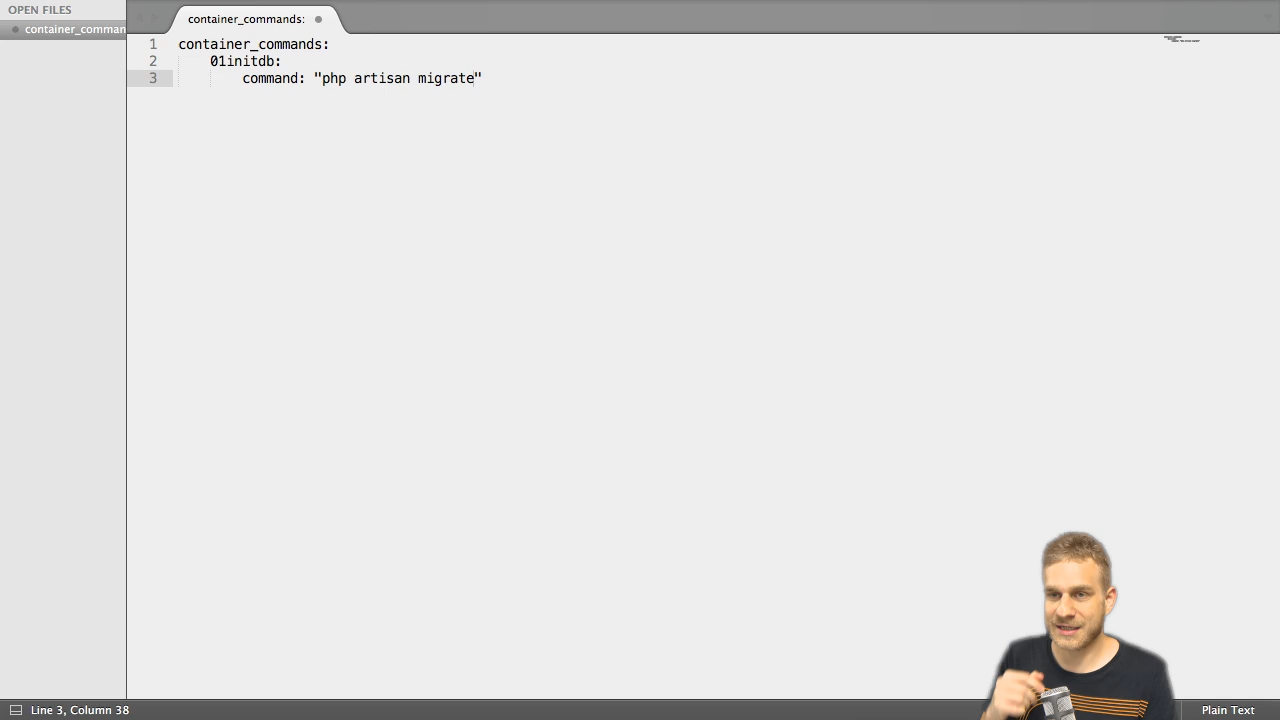 OPEN FILES
container_comman
container_commands:
1 container_commands:
2 01initdb:
3 command: "php artisan migrate"
Line 3, Column 38
Plain Text